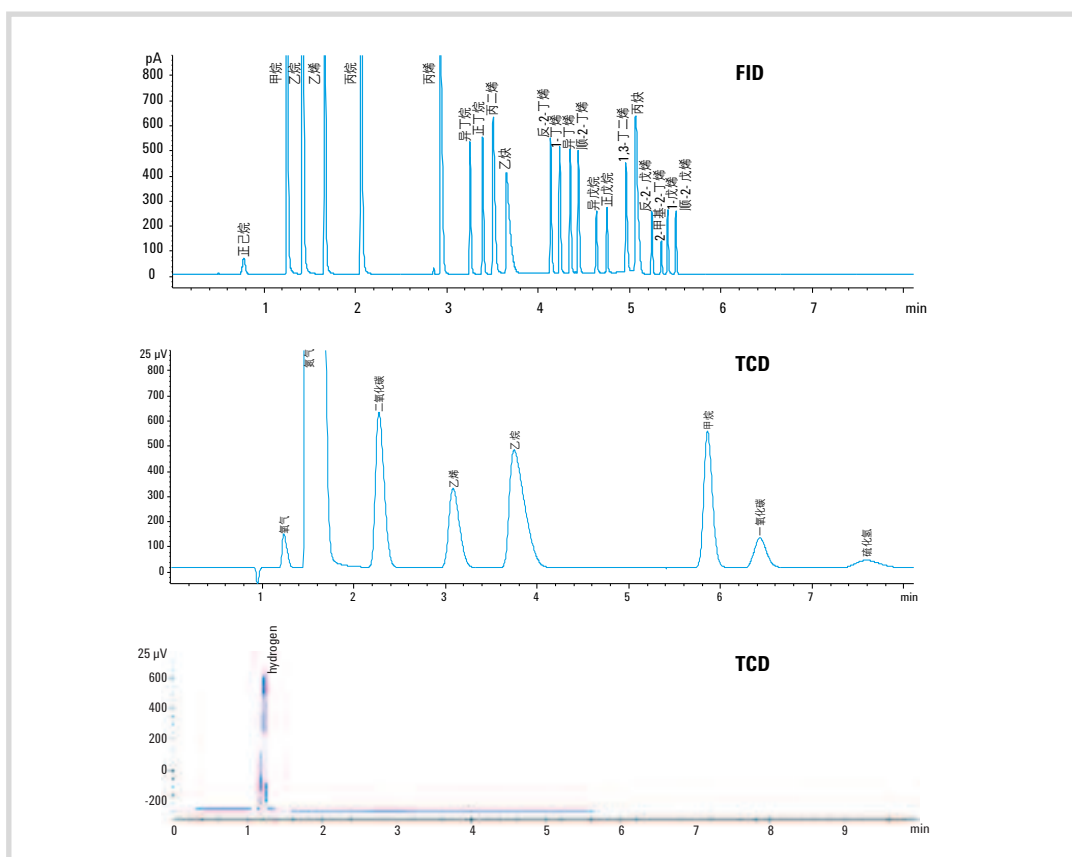 pA
FID
800
700
600
500
400
300
200
100
0
正己烷
甲烷
乙烷
乙烯
丙烷
丙烯
异丁烷
正丁烷
丙二烯
乙炔
反-2-丁烯
1-丁烯
异丁烯
顺-2-丁烯
异戊烷
正戊烷
1,3-丁二烯
丙炔
反-2-戊烯
2-甲基-2-丁烯
1-戊烯
顺-2-戊烯
1 2 3 4 5 6 7 min
25 µV
TCD
800
700
600
500
400
300
200
100
0
氧气
氮气
二氧化碳
乙烯
乙烷
甲烷
一氧化碳
硫化氢
1 2 3 4 5 6 7 min
25 µV
TCD
600
400
200
0
-200
hydrogen
0 1 2 3 4 5 6 7 8 9 min